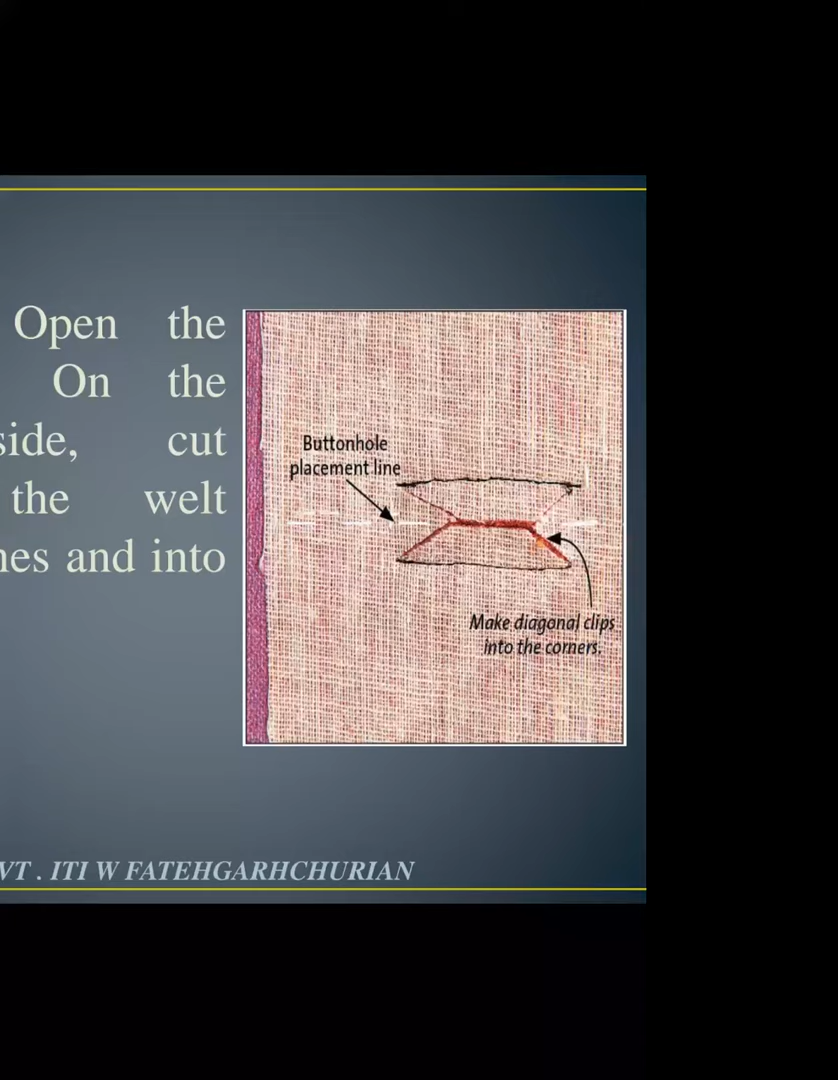 Open the
On the
side, cut
the welt
nes and into
Buttonhole
placement line
Make diagonal clips
into the corners.
VT . ITI W FATEHGARHCHURIAN